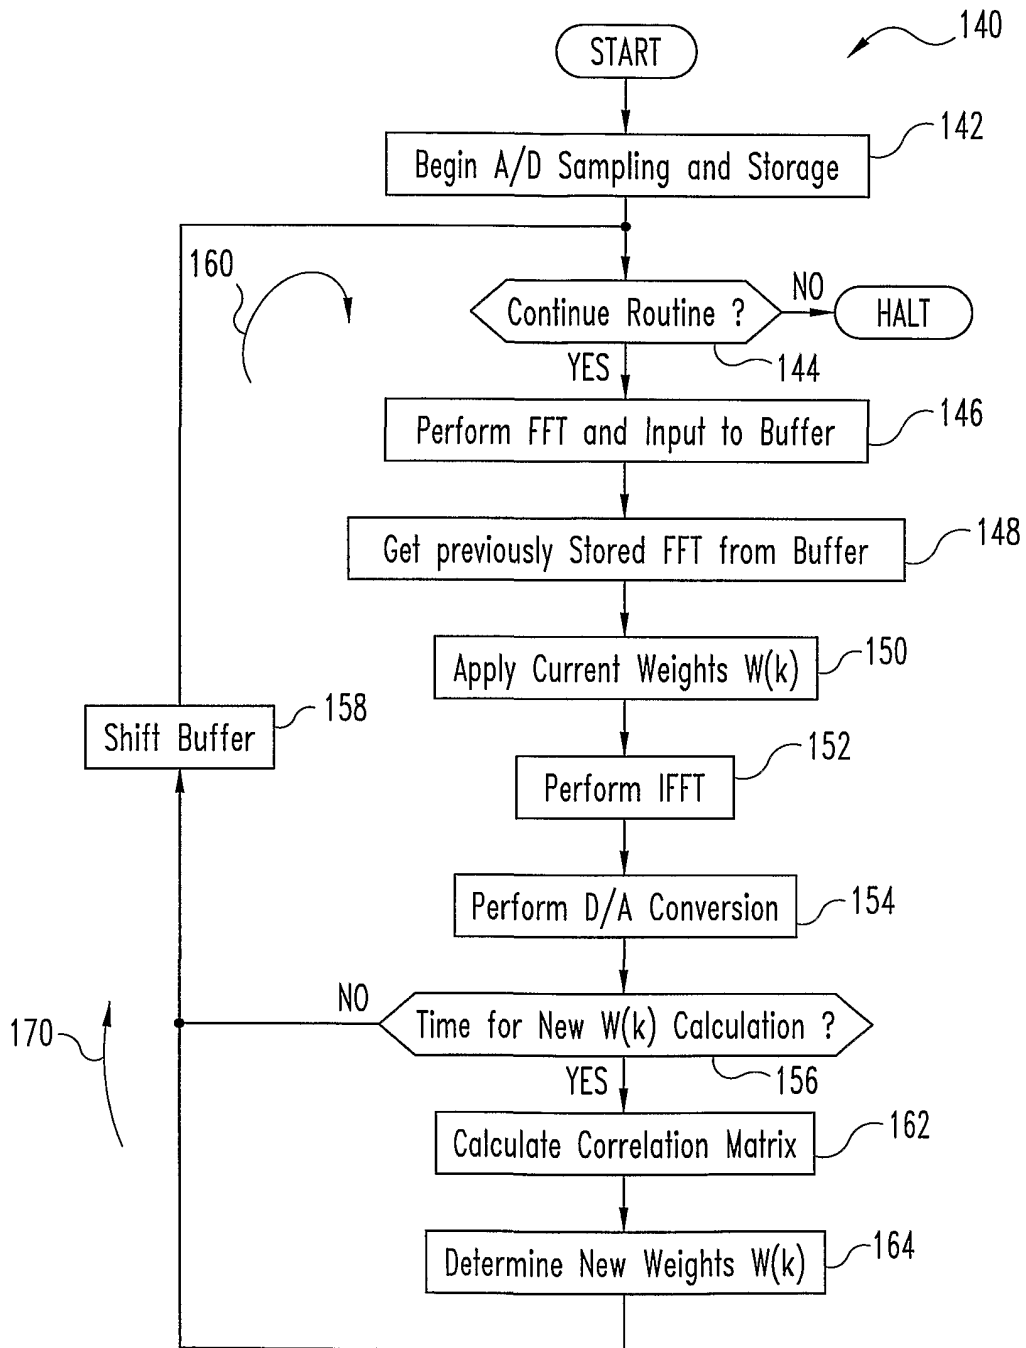 140
START
142
Begin A/D Sampling and Storage
160
Continue Routine ?
NO
HALT
144
YES
146
Perform FFT and Input to Buffer
148
Get previously Stored FFT from Buffer
150
Apply Current Weights W(k)
158
Shift Buffer
152
Perform IFFT
154
Perform D/A Conversion
NO
Time for New W(k) Calculation ?
170
156
YES
162
Calculate Correlation Matrix
164
Determine New Weights W(k)